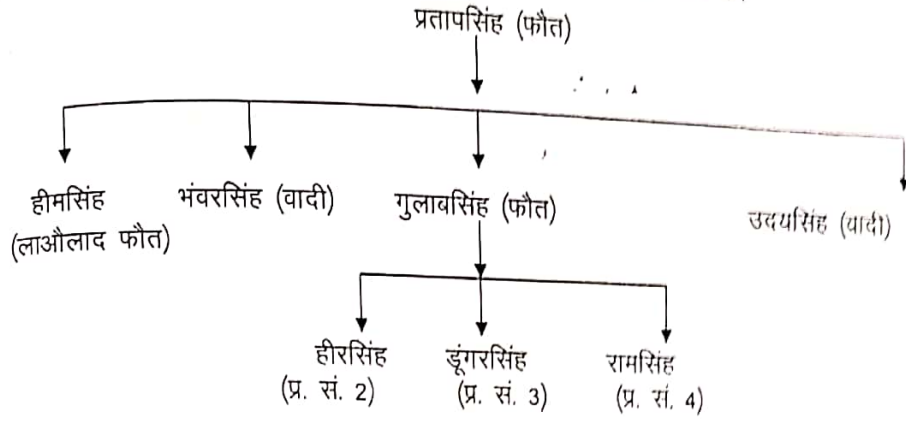 प्रतापसिंह (फौत)
हीमसिंह
(लाऔलाद फौत)
भंवरसिंह (वादी)
गुलाबसिंह (फौत)
उदयसिंह (वादी)
हीरसिंह
(प्र. सं. 2)
डूंगरसिंह
(प्र. सं. 3)
रामसिंह
(प्र. सं. 4)